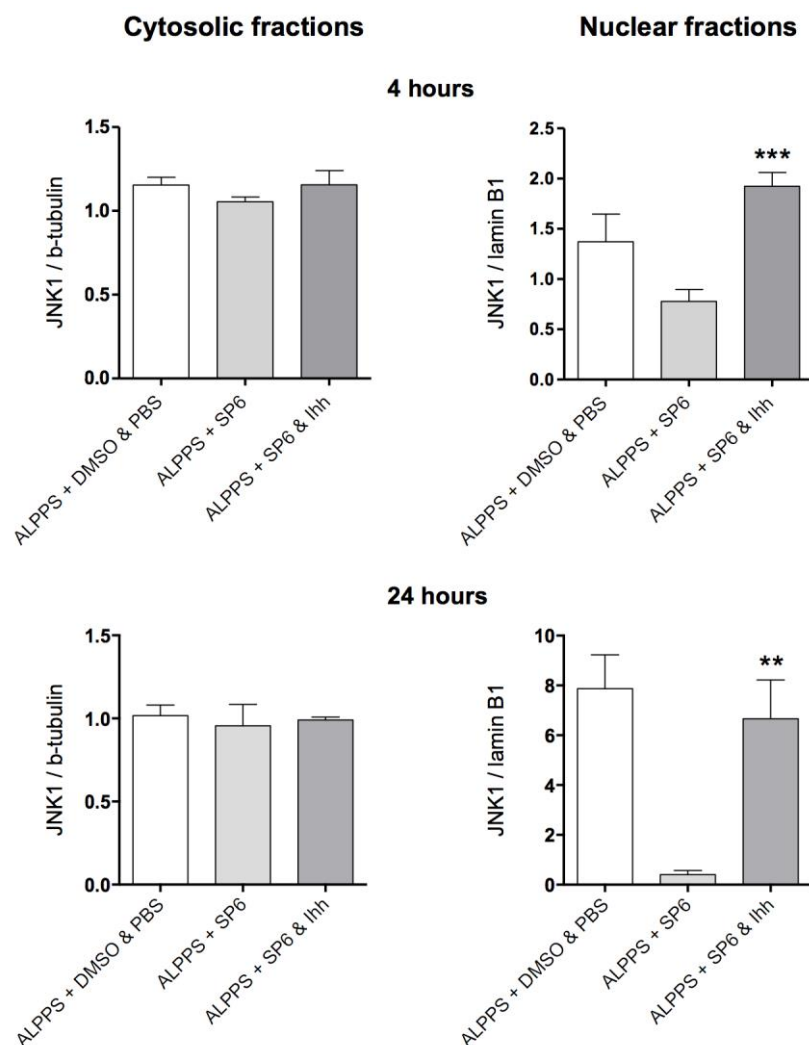 Cytosolic fractions
Nuclear fractions
4 hours
JNK1 / b-tubulin
1.5
1.0
0.5
0.0
ALPPS + DMSO & PBS
ALPPS + SP6
ALPPS + SP6 & Ihh
JNK1 / lamin B1
2.5
2.0
1.5
1.0
0.5
0.0
***
ALPPS + DMSO & PBS
ALPPS + SP6
ALPPS + SP6 & Ihh
24 hours
JNK1 / b-tubulin
1.5
1.0
0.5
0.0
ALPPS + DMSO & PBS
ALPPS + SP6
ALPPS + SP6 & Ihh
JNK1 / lamin B1
10
8
6
4
2
0
**
ALPPS + DMSO & PBS
ALPPS + SP6
ALPPS + SP6 & Ihh